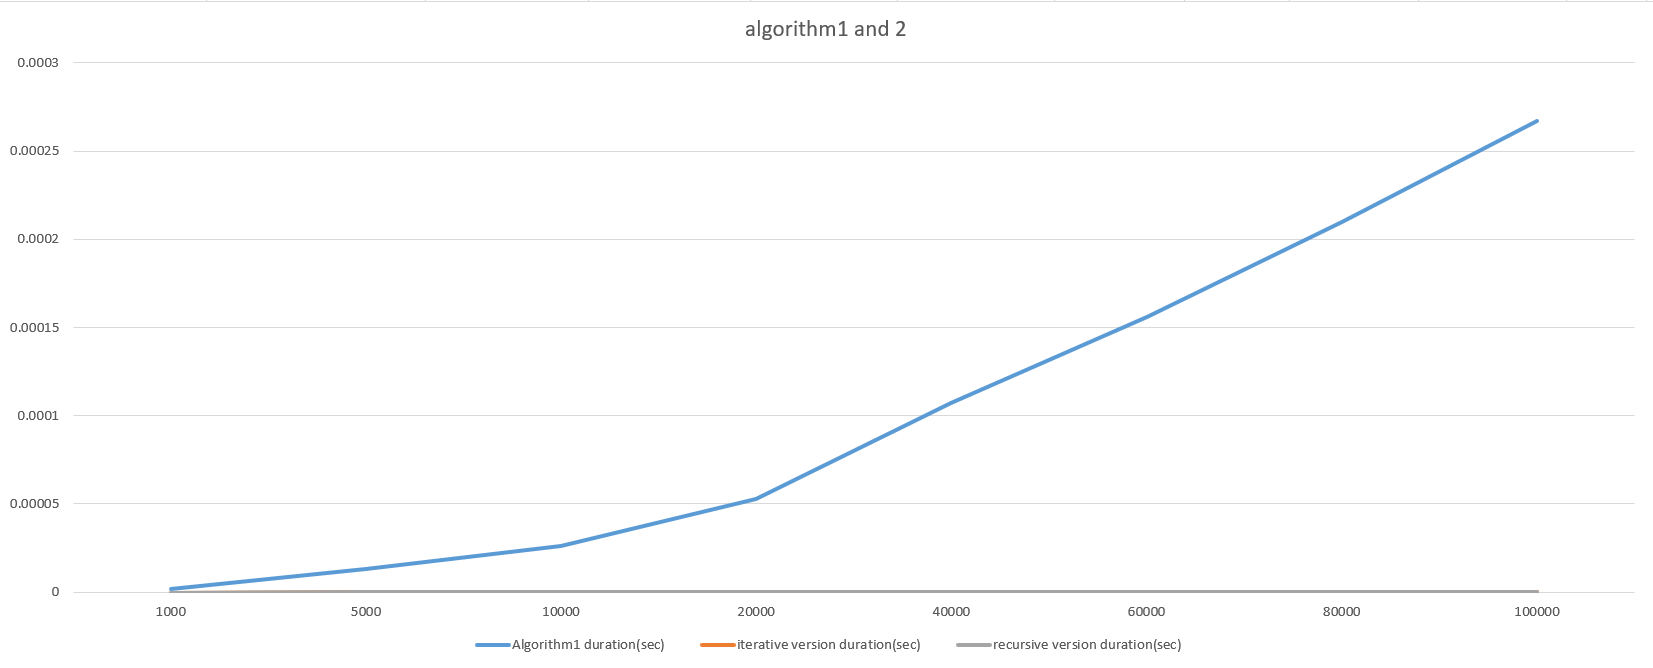 algorithm1 and 2
0.0003
0.00025
0.0002
0.00015
0.0001
0.00005
0
1000 5000 10000 20000 40000 60000 80000 100000
Algorithm1 duration(sec) iterative version duration(sec) recursive version duration(sec)